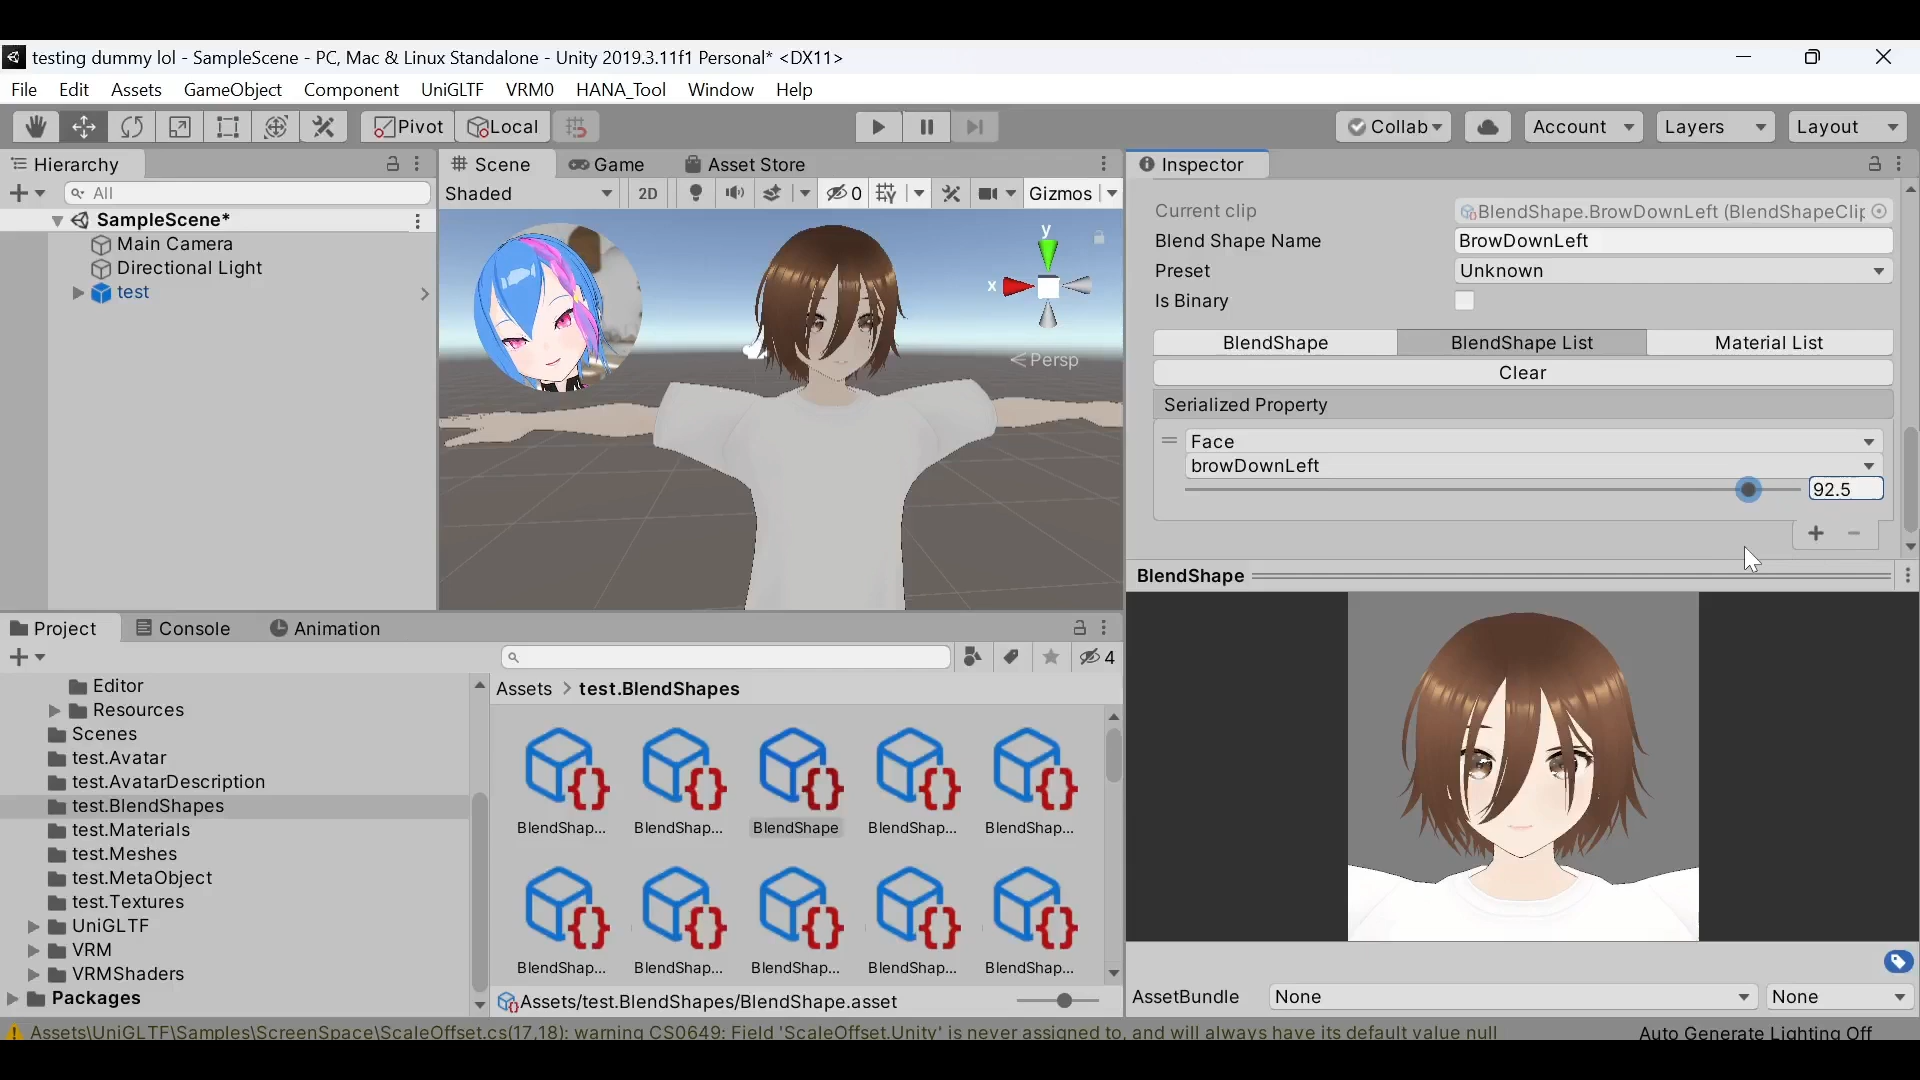 testing dummy lol - SampleScene - PC, Mac & Linux Standalone - Unity 2019.3.11f1 Personal* <DX11>
File Edit Assets GameObject Component UniGLTF VRM0 HANA_Tool Window Help
Pivot Local Collab Account Layers Layout
Hierarchy
All
SampleScene*
Main Camera
Directional Light
test
Scene Game Asset Store
Shaded 2D 0 Gizmos
y
x
Persp
Inspector
Current clip BlendShape.BrowDownLeft (BlendShapeClip
Blend Shape Name BrowDownLeft
Preset Unknown
Is Binary
BlendShape BlendShape List Material List
Clear
Serialized Property
Face
browDownLeft
92.5
BlendShape
Project Console Animation
4
Editor
Resources
Scenes
test.Avatar
test.AvatarDescription
test.BlendShapes
test.Materials
test.Meshes
test.MetaObject
test.Textures
UniGLTF
VRM
VRMShaders
Packages
Assets > test.BlendShapes
BlendShap... BlendShap... BlendShape BlendShap... BlendShap...
BlendShap... BlendShap... BlendShap... BlendShap... BlendShap...
Assets/test.BlendShapes/BlendShape.asset
AssetBundle None None
Assets\UniGLTF\Samples\ScreenSpace\ScaleOffset.cs(17,18): warning CS0649: Field 'ScaleOffset.Unity' is never assigned to, and will always have its default value null
Auto Generate Lighting Off